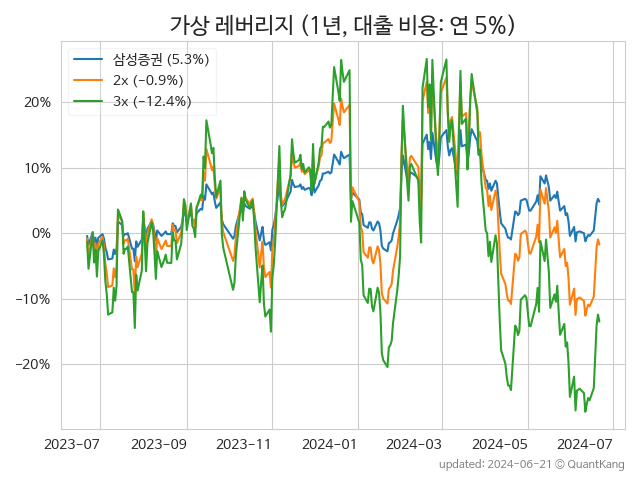 가상 레버리지 (1년, 대출 비용: 연 5%)
삼성증권 (5.3%)
2x (−0.9%)
3x (−12.4%)
20%
10%
0%
−10%
−20%
2023-07 2023-09 2023-11 2024-01 2024-03 2024-05 2024-07
updated: 2024-06-21 © QuantKang